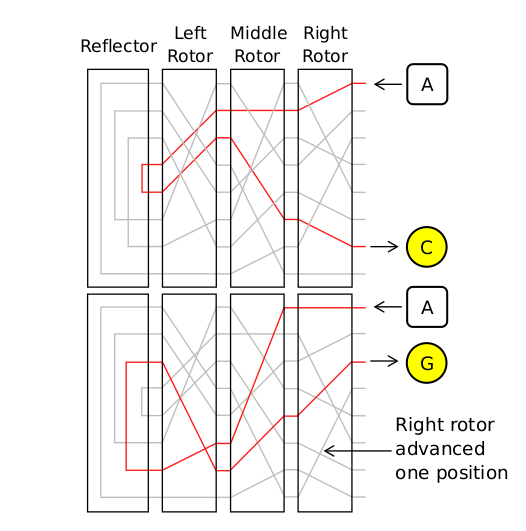 Reflector
Left
Rotor
Middle
Rotor
Right
Rotor
A
C
A
G
Right rotor
advanced
one position